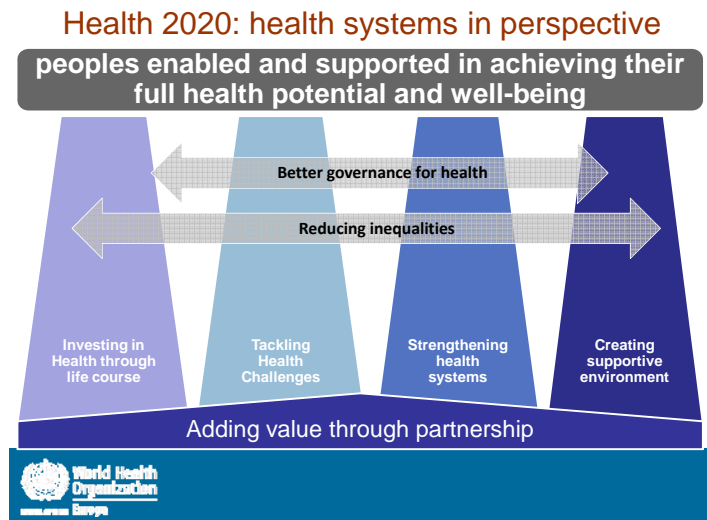 Health 2020: health systems in perspective
peoples enabled and supported in achieving their
full health potential and well-being
Better governance for health
Reducing inequalities
Investing in
Health through
life course
Tackling
Health
Challenges
Strengthening
health
systems
Creating
supportive
environment
Adding value through partnership
World Health
Organization
Europe